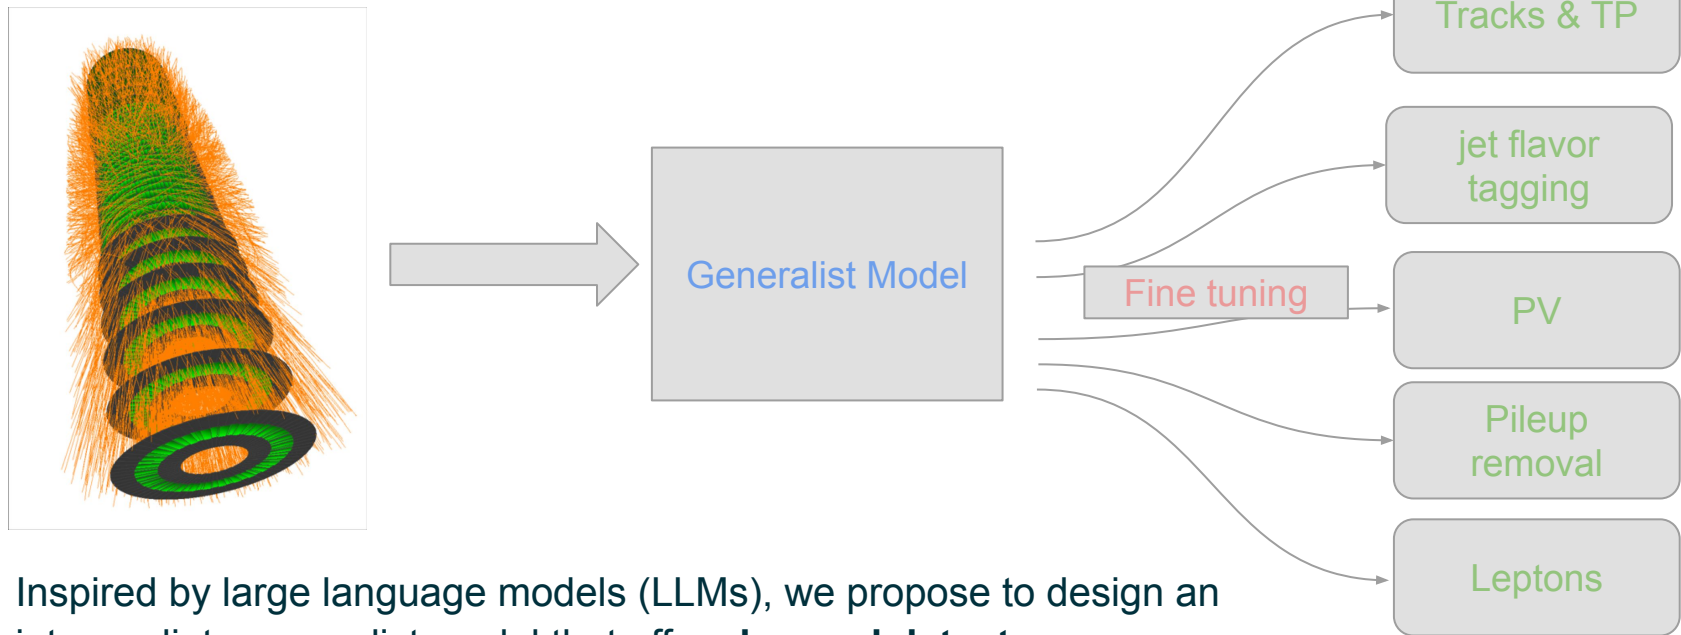 Tracks & TP
jet flavor
tagging
Generalist Model
Fine tuning
PV
Pileup
removal
Leptons
Inspired by large language models (LLMs), we propose to design an